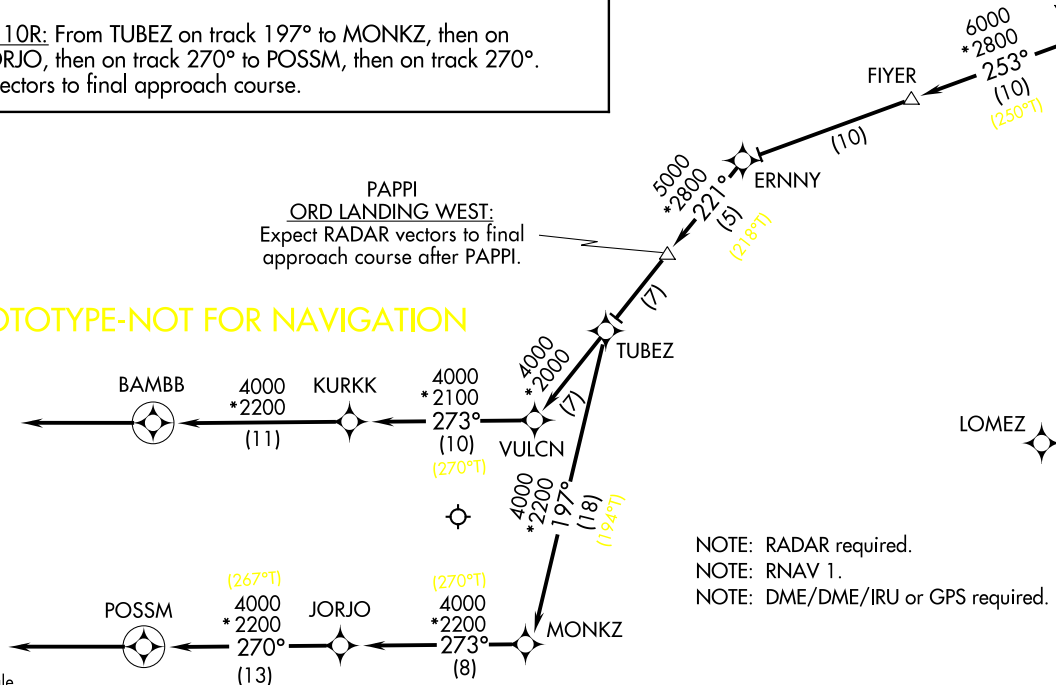 10R: From TUBEZ on track 197° to MONKZ, then on
ORJO, then on track 270° to POSSM, then on track 270°.
vectors to final approach course.
6000
*2800
253°
(10)
(250°T)
FIYER
(10)
ERNNY
5000
*2800
221°
(5)
(218°T)
PAPPI
ORD LANDING WEST:
Expect RADAR vectors to final
approach course after PAPPI.
(7)
OTOTYPE-NOT FOR NAVIGATION
TUBEZ
4000
*2000
(7)
BAMBB
4000
*2200
(11)
KURKK
4000
*2100
273°
(10)
(270°T)
VULCN
LOMEZ
4000
*2200
197°
(18)
(194°T)
NOTE: RADAR required.
NOTE: RNAV 1.
NOTE: DME/DME/IRU or GPS required.
POSSM
(267°T)
4000
*2200
270°
(13)
JORJO
(270°T)
4000
*2200
273°
(8)
MONKZ